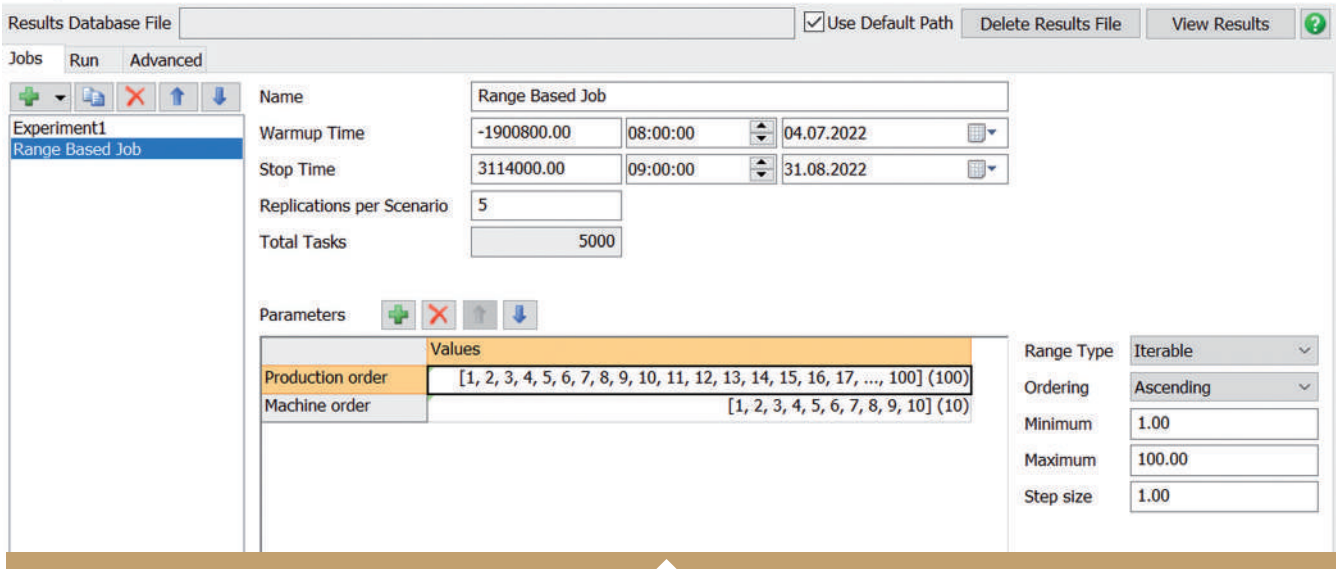 Results Database File Use Default Path Delete Results File View Results ?
Jobs Run Advanced
Name Range Based Job
Experiment1
Range Based Job
Warmup Time -1900800.00 08:00:00 04.07.2022
Stop Time 3114000.00 09:00:00 31.08.2022
Replications per Scenario 5
Total Tasks 5000
Parameters
Values
Production order [1, 2, 3, 4, 5, 6, 7, 8, 9, 10, 11, 12, 13, 14, 15, 16, 17, ..., 100] (100)
Machine order [1, 2, 3, 4, 5, 6, 7, 8, 9, 10] (10)
Range Type Iterable
Ordering Ascending
Minimum 1.00
Maximum 100.00
Step size 1.00